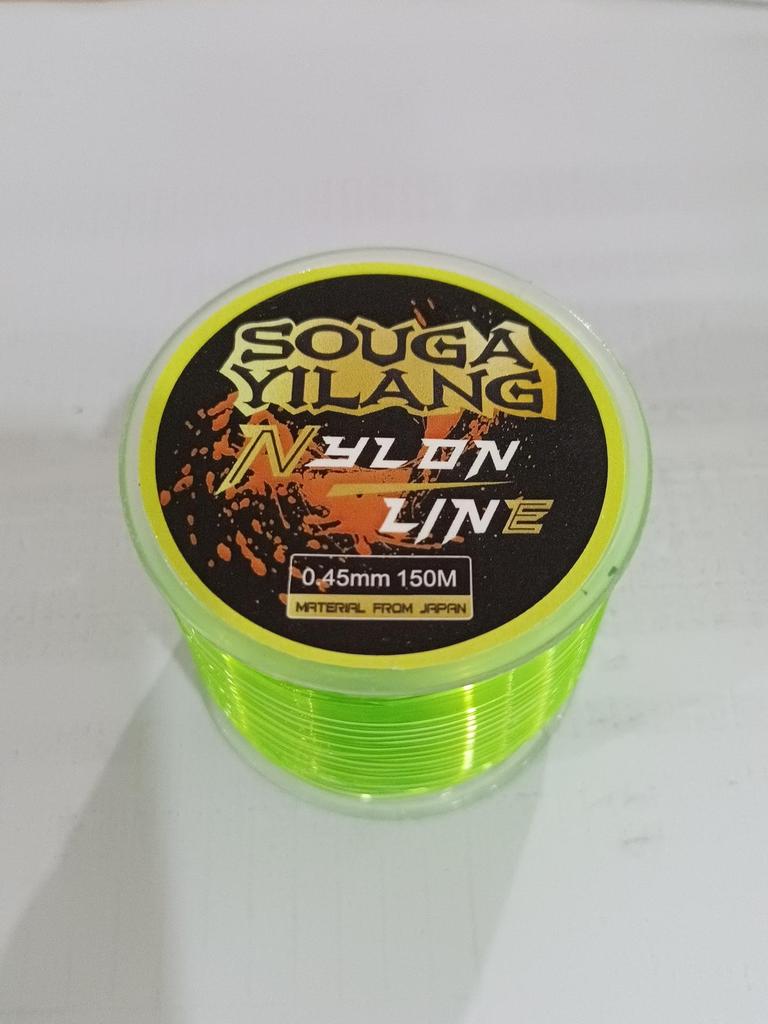 SOUGA
YILANG
NYLON
LINE
0.45mm 150M
MATERIAL FROM JAPAN